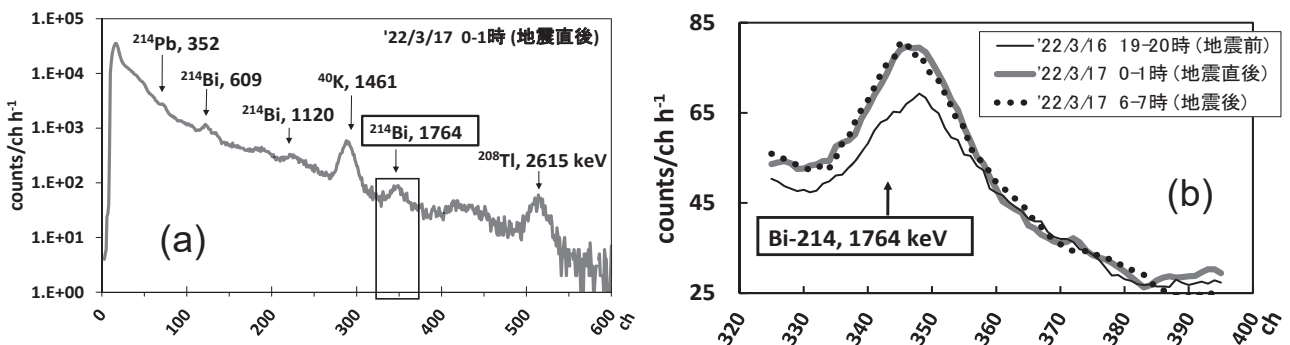 '22/3/17 0-1時 (地震直後)
²¹⁴Pb, 352
²¹⁴Bi, 609
²¹⁴Bi, 1120
⁴⁰K, 1461
²¹⁴Bi, 1764
²⁰⁸Tl, 2615 keV
counts/ch h⁻¹
1.E+05
1.E+04
1.E+03
1.E+02
1.E+01
1.E+00
(a)
0
100
200
300
400
500
600
ch
'22/3/16 19-20時 (地震前)
'22/3/17 0-1時 (地震直後)
'22/3/17 6-7時 (地震後)
counts/ch h⁻¹
85
65
45
25
Bi-214, 1764 keV
(b)
320
330
340
350
360
370
380
390
400
ch